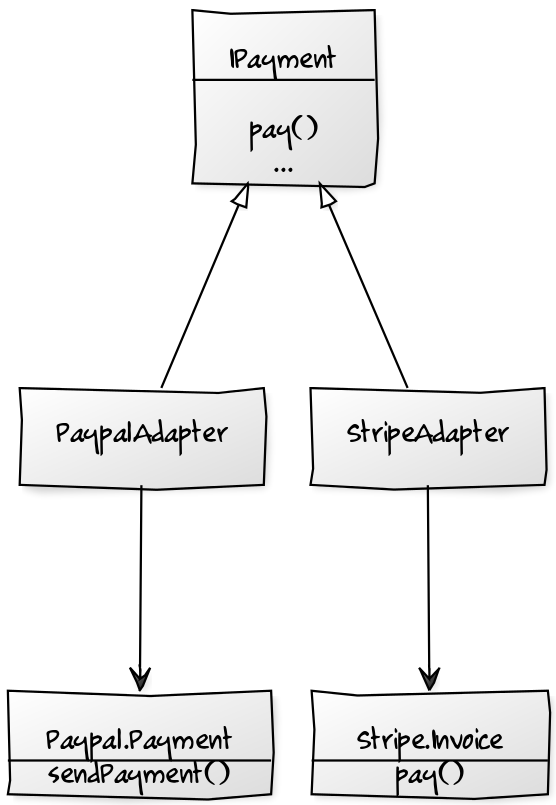 IPayment
pay()
...
PaypalAdapter
StripeAdapter
Paypal.Payment
sendPayment()
Stripe.Invoice
pay()